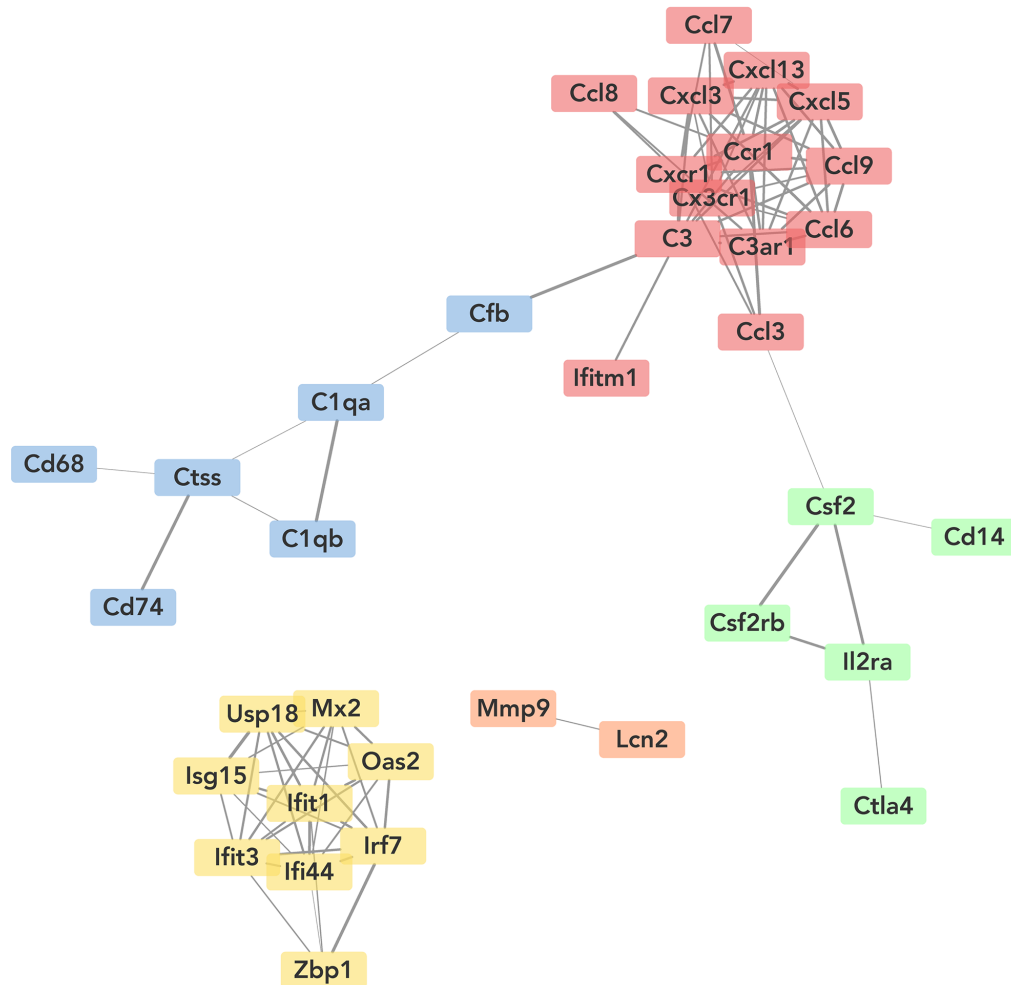 Ccl7
Cxcl13
Ccl8
Cxcl3
Cxcl5
Ccr1
Ccl9
Cxcr1
Cx3cr1
Ccl6
C3
C3ar1
Cfb
Ccl3
Ifitm1
C1qa
Cd68
Ctss
Csf2
C1qb
Cd14
Cd74
Csf2rb
Il2ra
Usp18
Mx2
Mmp9
Lcn2
Isg15
Oas2
Ifit1
Ctla4
Ifit3
Irf7
Ifi44
Zbp1